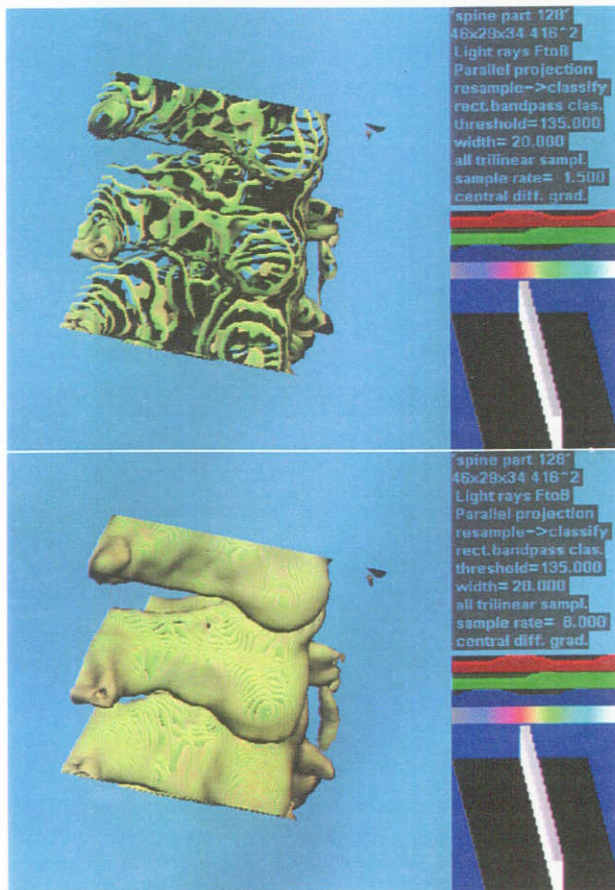 'spine part 128'
46x29x34 416^2
Light rays FtoB
Parallel projection
resample->classify
rect.bandpass clas.
threshold=135.000
width= 20.000
all trilinear sampl.
sample rate= 1.500
central diff. grad.
'spine part 128'
46x29x34 416^2
Light rays FtoB
Parallel projection
resample->classify
rect.bandpass clas.
threshold=135.000
width= 20.000
all trilinear sampl.
sample rate= 8.000
central diff. grad.